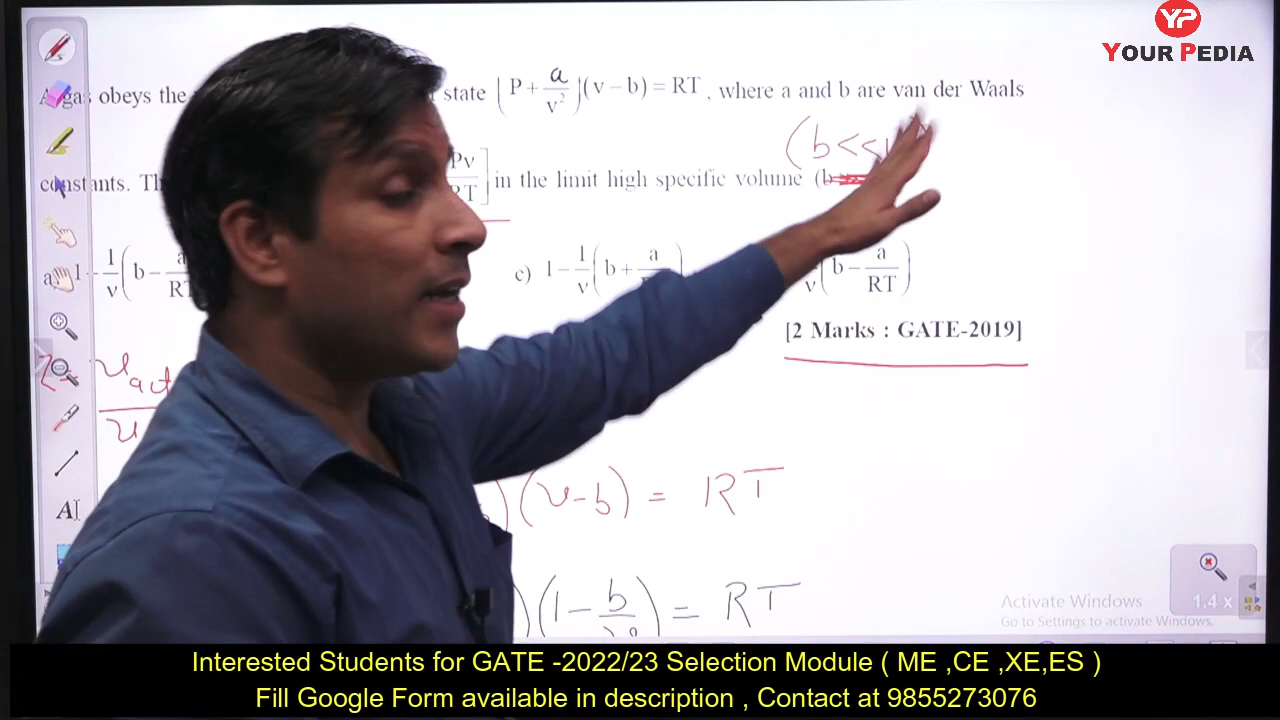 YP
YOUR PEDIA
A gas obeys the state (P + a/v²)(v – b) = RT , where a and b are van der Waals
(b<<
constants. Pv/RT] in the limit high specific volume (b
a) 1 – 1/v(b – a/RT c) 1 – 1/v(b + a/ /v(b – a/RT)
[2 Marks : GATE-2019]
)(v-b) = RT
)(1 - b/ ) = RT
A
1.4 x
Activate Windows
Go to Settings to activate Windows.
Interested Students for GATE -2022/23 Selection Module ( ME ,CE ,XE,ES )
Fill Google Form available in description , Contact at 9855273076